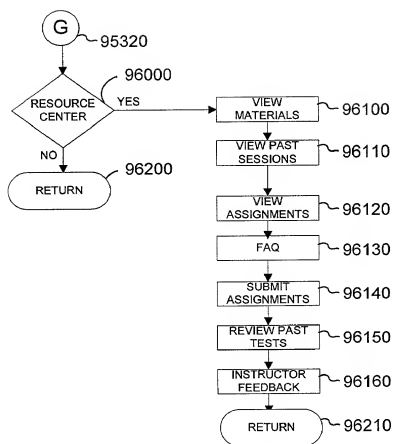 G
95320
96000
RESOURCE
CENTER
YES
NO
96200
RETURN
VIEW
MATERIALS
96100
VIEW PAST
SESSIONS
96110
VIEW
ASSIGNMENTS
96120
FAQ
96130
SUBMIT
ASSIGNMENTS
96140
REVIEW PAST
TESTS
96150
INSTRUCTOR
FEEDBACK
96160
RETURN
96210